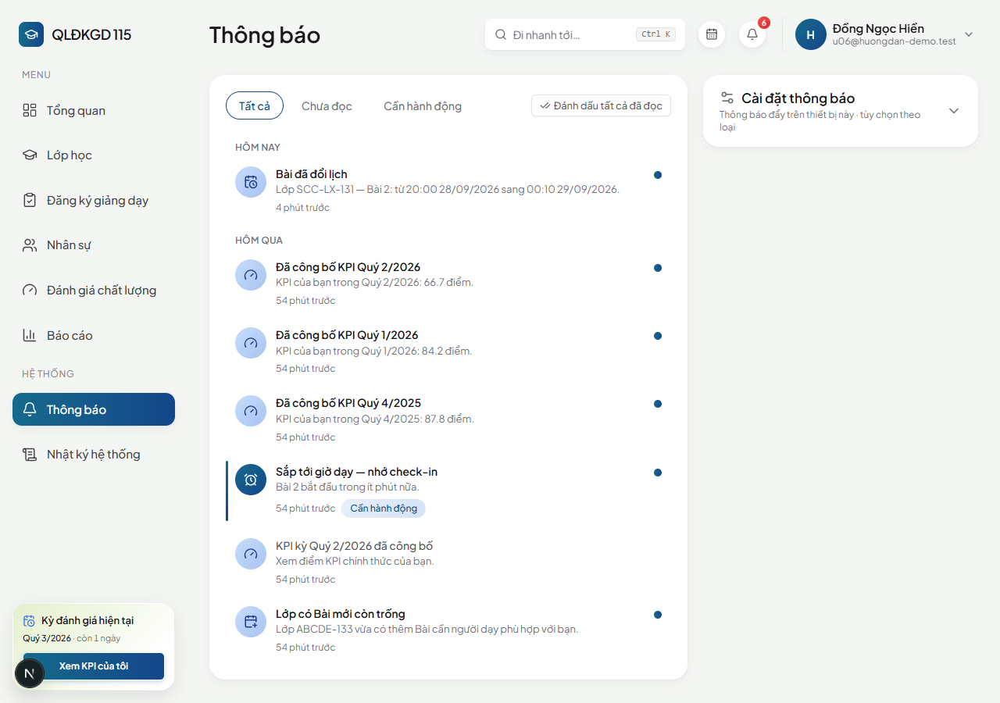 QLĐKGD 115
MENU
Tổng quan
Lớp học
Đăng ký giảng dạy
Nhân sự
Đánh giá chất lượng
Báo cáo
HỆ THỐNG
Thông báo
Nhật ký hệ thống
Kỳ đánh giá hiện tại
Quý 3/2026 · còn 1 ngày
Xem KPI của tôi
N
Thông báo
Đi nhanh tới...
Ctrl K
6
H
Đồng Ngọc Hiền
u06@huongdan-demo.test
Tất cả
Chưa đọc
Cần hành động
Đánh dấu tất cả đã đọc
HÔM NAY
Bài đã đổi lịch
Lớp SCC-LX-131 — Bài 2: từ 20:00 28/09/2026 sang 00:10 29/09/2026.
4 phút trước
HÔM QUA
Đã công bố KPI Quý 2/2026
KPI của bạn trong Quý 2/2026: 66.7 điểm.
54 phút trước
Đã công bố KPI Quý 1/2026
KPI của bạn trong Quý 1/2026: 84.2 điểm.
54 phút trước
Đã công bố KPI Quý 4/2025
KPI của bạn trong Quý 4/2025: 87.8 điểm.
54 phút trước
Sắp tới giờ dạy — nhớ check-in
Bài 2 bắt đầu trong ít phút nữa.
54 phút trước Cần hành động
KPI kỳ Quý 2/2026 đã công bố
Xem điểm KPI chính thức của bạn.
54 phút trước
Lớp có Bài mới còn trống
Lớp ABCDE-133 vừa có thêm Bài cần người dạy phù hợp với bạn.
54 phút trước
Cài đặt thông báo
Thông báo đẩy trên thiết bị này · tùy chọn theo
loại